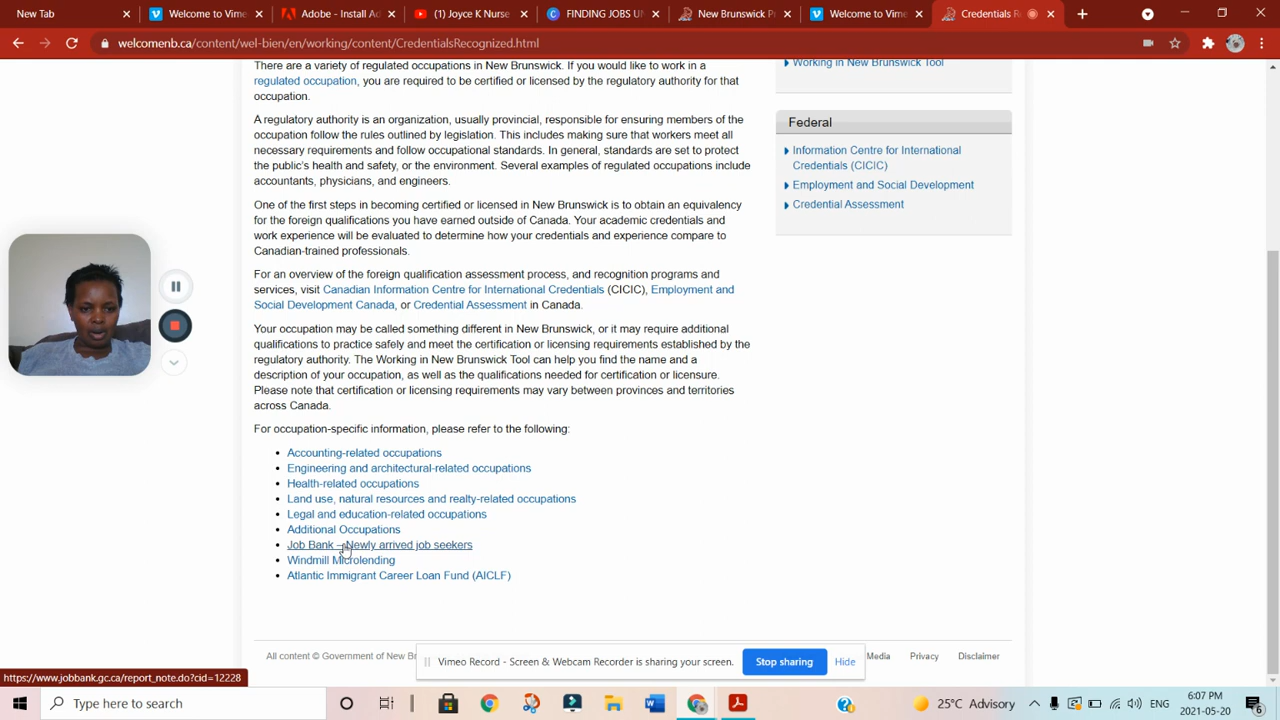 New Tab
Welcome to Vime
Adobe - Install Ad
(1) Joyce K Nurse
FINDING JOBS UN
New Brunswick P
Welcome to Vime
Credentials R
welcomenb.ca/content/wel-bien/en/working/content/CredentialsRecognized.html
There are a variety of regulated occupations in New Brunswick. If you would like to work in a
regulated occupation, you are required to be certified or licensed by the regulatory authority for that
occupation.
A regulatory authority is an organization, usually provincial, responsible for ensuring members of the
occupation follow the rules outlined by legislation. This includes making sure that workers meet all
necessary requirements and follow occupational standards. In general, standards are set to protect
the public's health and safety, or the environment. Several examples of regulated occupations include
accountants, physicians, and engineers.
One of the first steps in becoming certified or licensed in New Brunswick is to obtain an equivalency
for the foreign qualifications you have earned outside of Canada. Your academic credentials and
work experience will be evaluated to determine how your credentials and experience compare to
Canadian-trained professionals.
For an overview of the foreign qualification assessment process, and recognition programs and
services, visit Canadian Information Centre for International Credentials (CICIC), Employment and
Social Development Canada, or Credential Assessment in Canada.
Your occupation may be called something different in New Brunswick, or it may require additional
qualifications to practice safely and meet the certification or licensing requirements established by the
regulatory authority. The Working in New Brunswick Tool can help you find the name and a
description of your occupation, as well as the qualifications needed for certification or licensure.
Please note that certification or licensing requirements may vary between provinces and territories
across Canada.
For occupation-specific information, please refer to the following:
• Accounting-related occupations
• Engineering and architectural-related occupations
• Health-related occupations
• Land use, natural resources and realty-related occupations
• Legal and education-related occupations
• Additional Occupations
• Job Bank – Newly arrived job seekers
• Windmill Microlending
• Atlantic Immigrant Career Loan Fund (AICLF)
Working in New Brunswick Tool
Federal
Information Centre for International
Credentials (CICIC)
Employment and Social Development
Credential Assessment
All content © Government of New Br
Media
Privacy
Disclaimer
Vimeo Record - Screen & Webcam Recorder is sharing your screen.
Stop sharing
Hide
https://www.jobbank.gc.ca/report_note.do?cid=12228
Type here to search
25°C Advisory
ENG
6:07 PM
2021-05-20
6